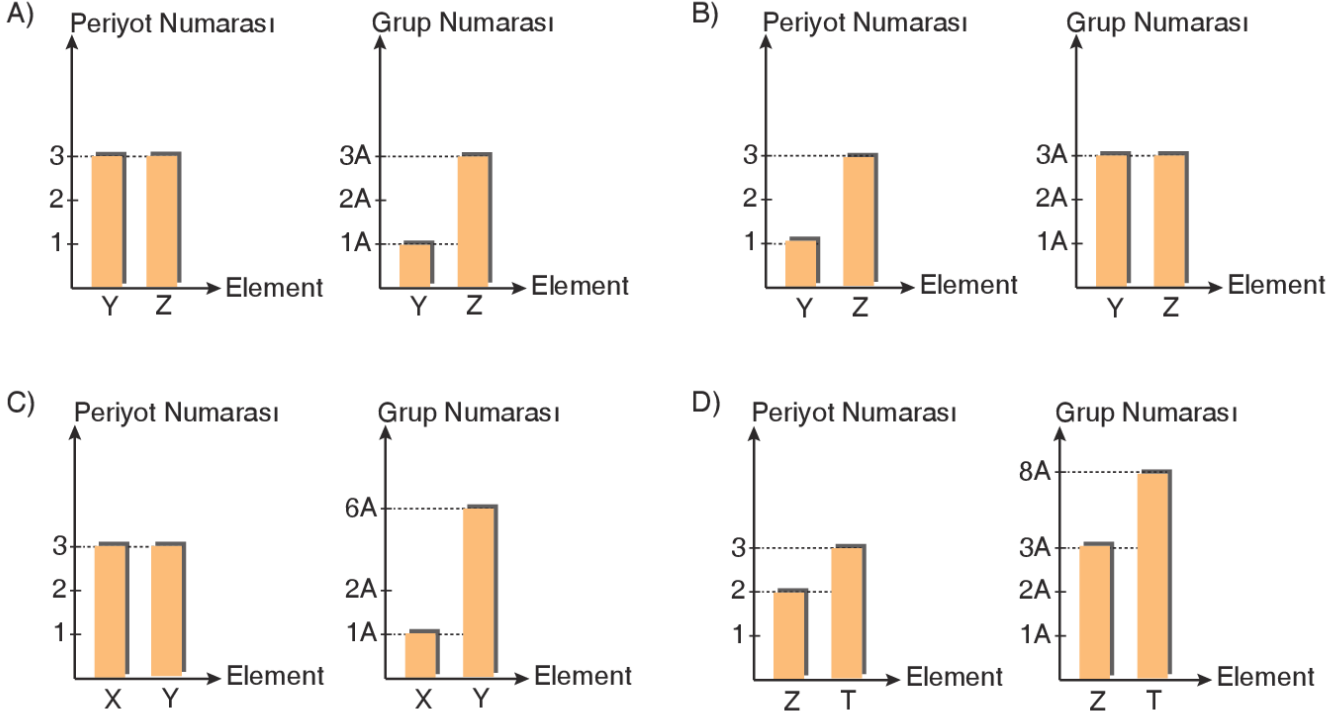 A)
Periyot Numarası
3
2
1
Y Z
Element
Grup Numarası
3A
2A
1A
Y Z
Element
B)
Periyot Numarası
3
2
1
Y Z
Element
Grup Numarası
3A
2A
1A
Y Z
Element
C)
Periyot Numarası
3
2
1
X Y
Element
Grup Numarası
6A
2A
1A
X Y
Element
D)
Periyot Numarası
3
2
1
Z T
Element
Grup Numarası
8A
3A
2A
1A
Z T
Element